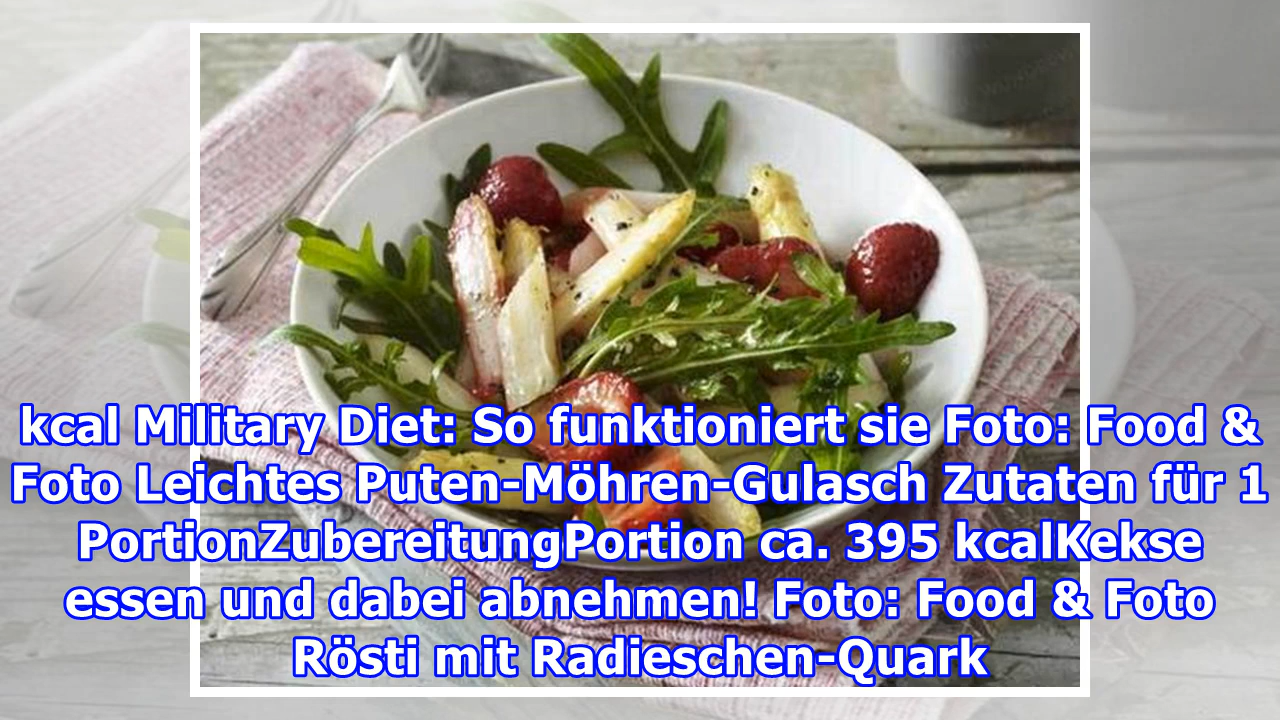 kcal Military Diet: So funktioniert sie Foto: Food &
Foto Leichtes Puten-Möhren-Gulasch Zutaten für 1
PortionZubereitungPortion ca. 395 kcalKekse
essen und dabei abnehmen! Foto: Food & Foto
Rösti mit Radieschen-Quark